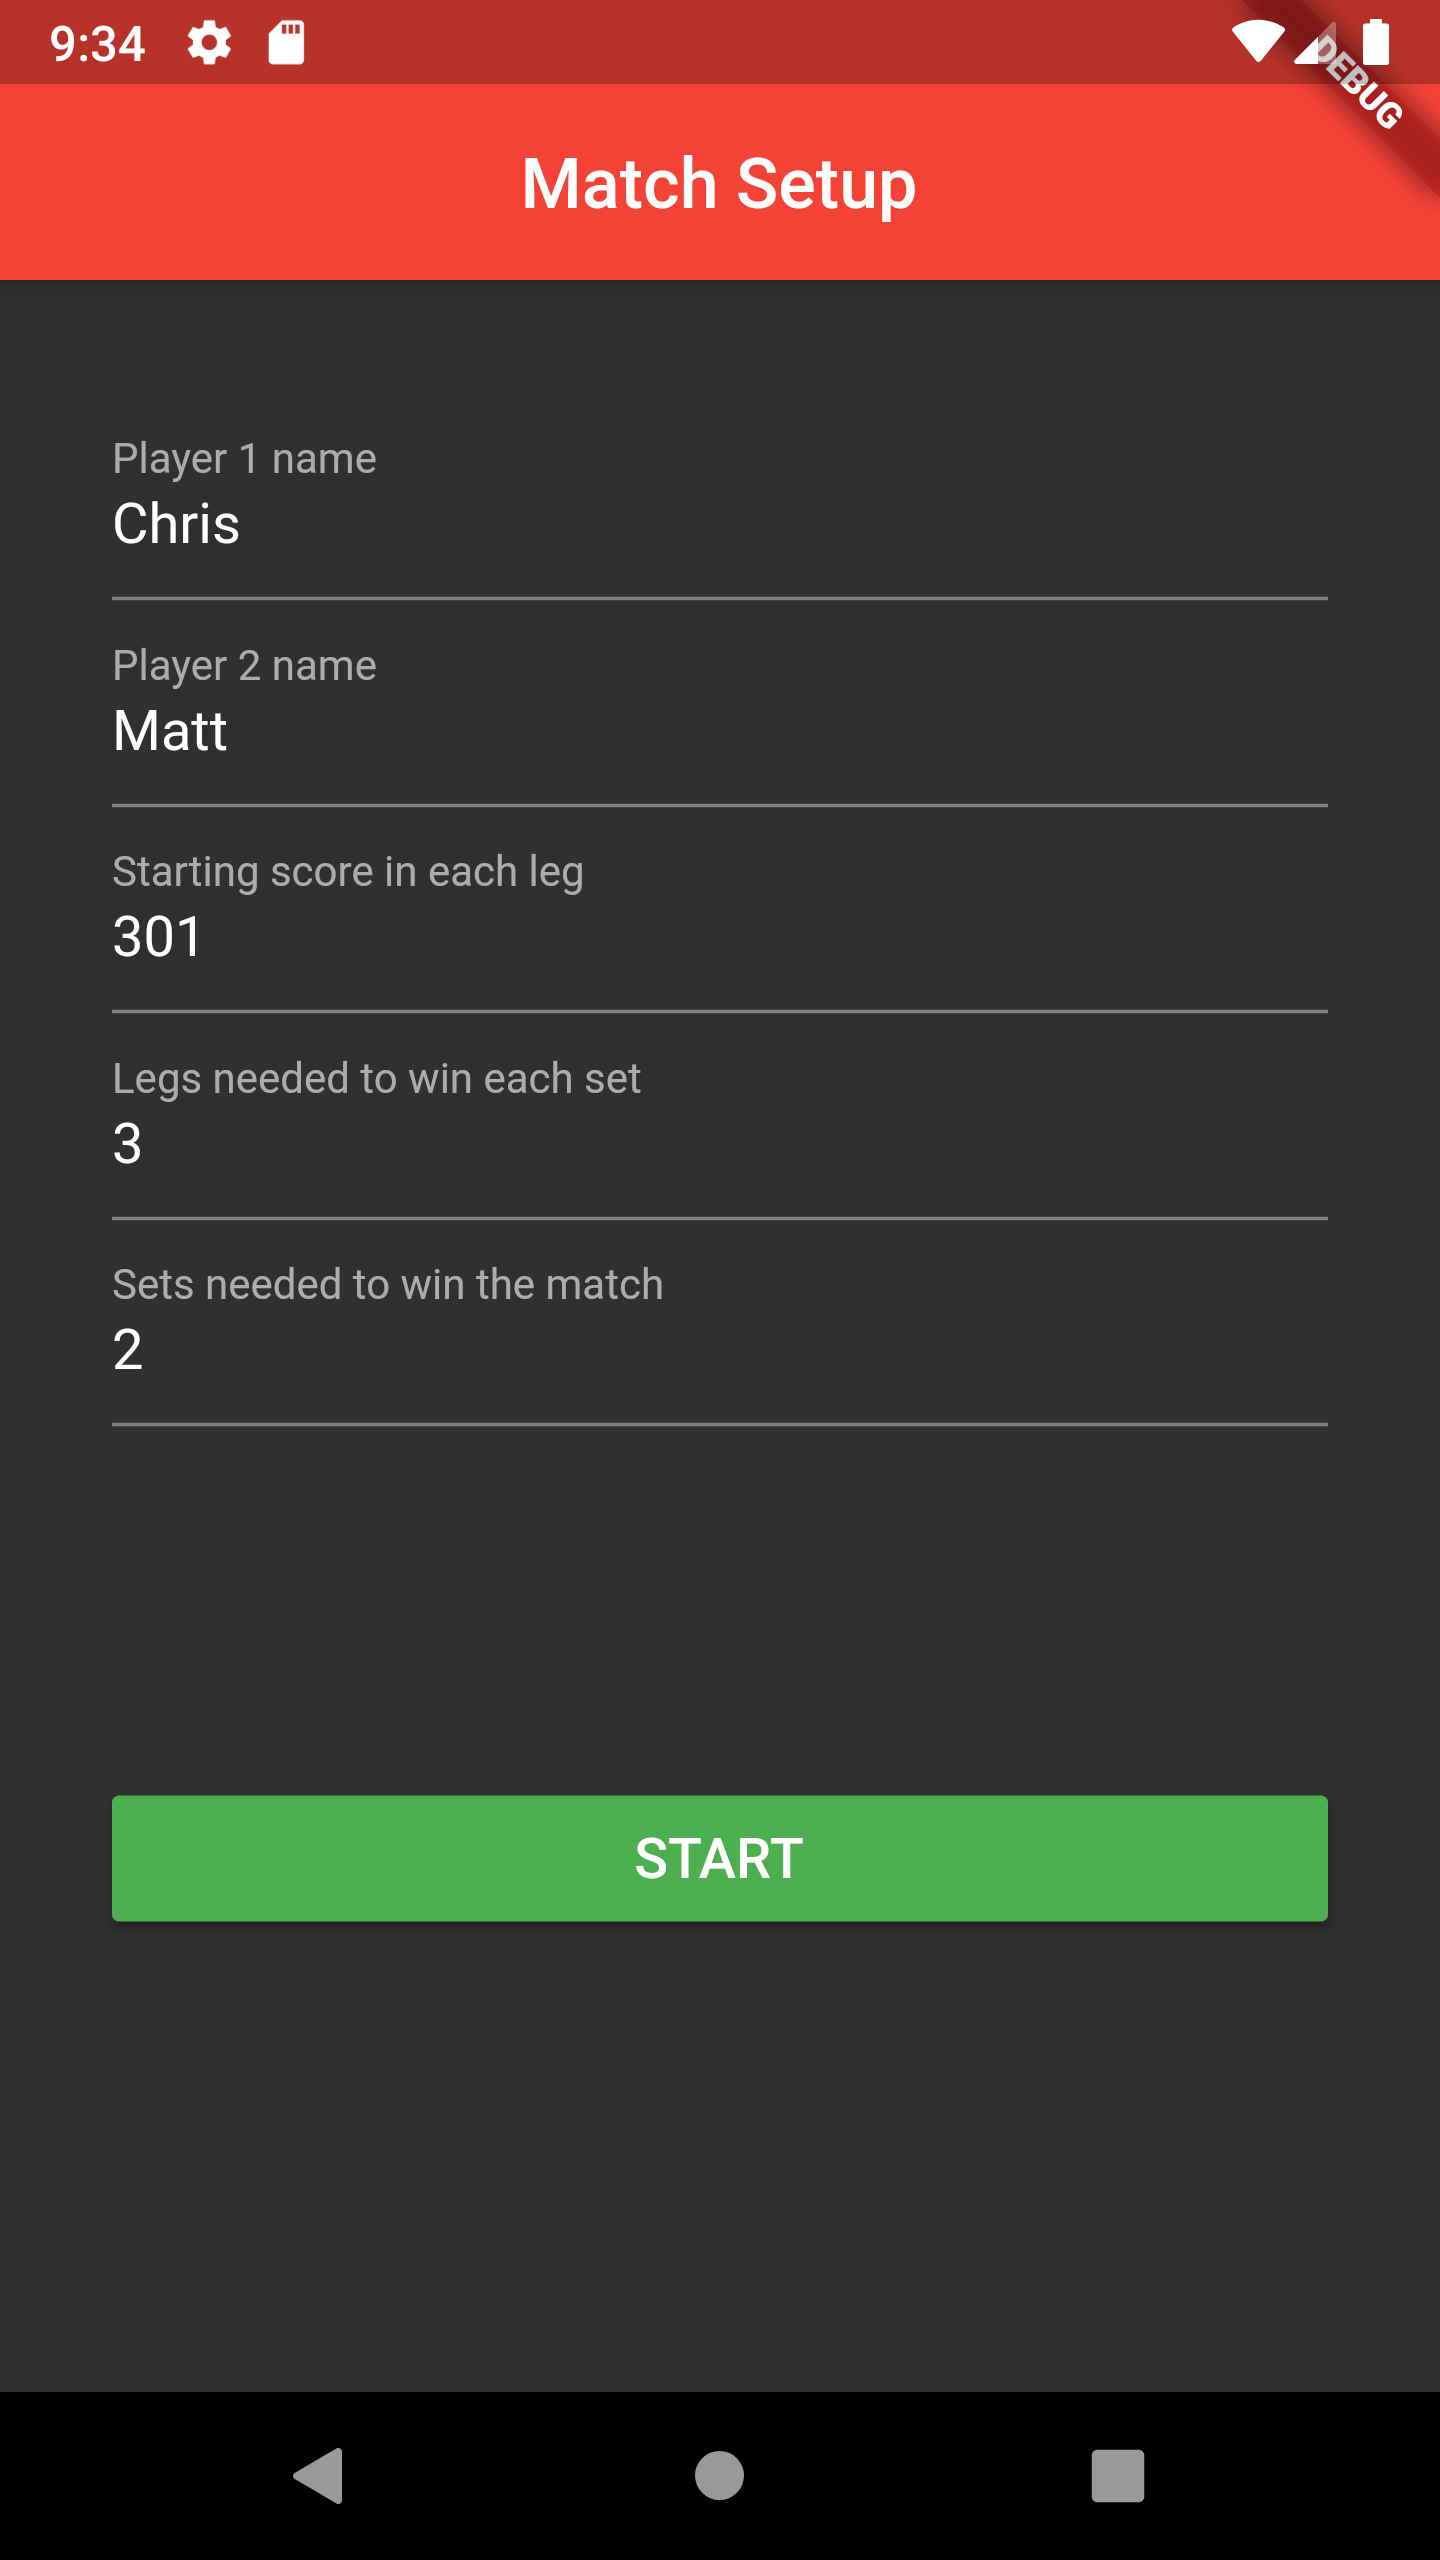 9:34
DEBUG
Match Setup
Player 1 name
Chris
Player 2 name
Matt
Starting score in each leg
301
Legs needed to win each set
3
Sets needed to win the match
2
START